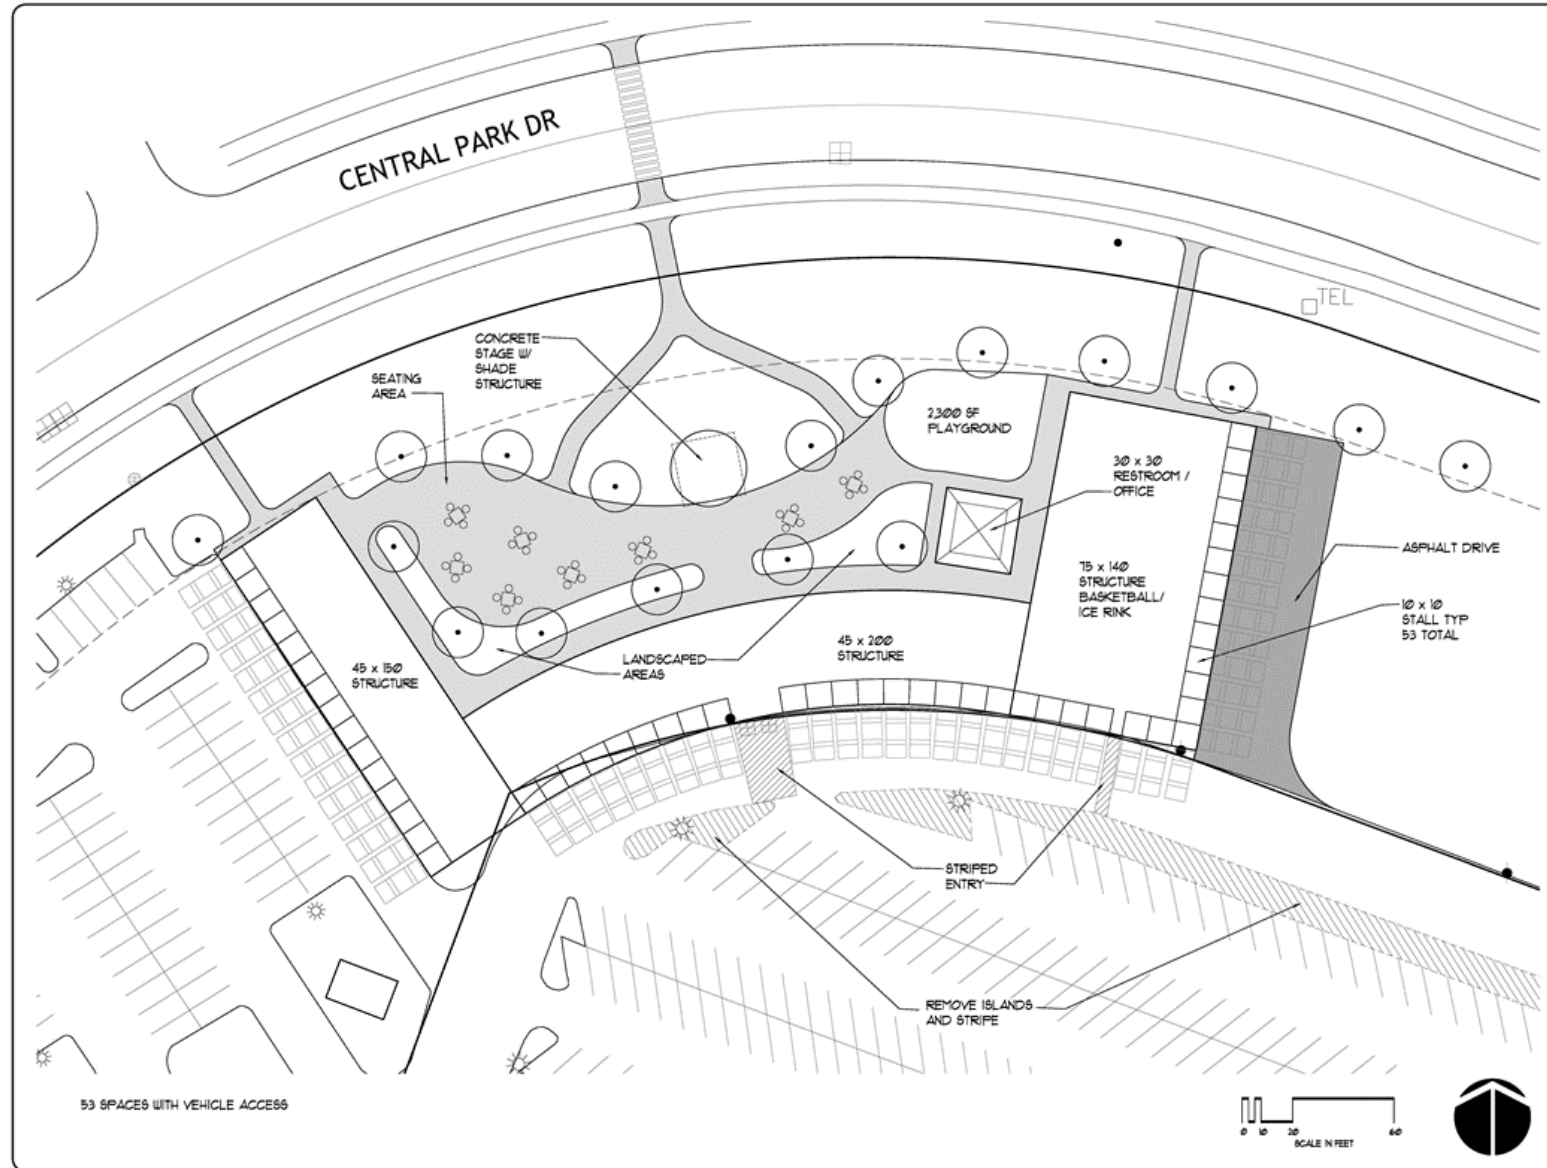 CENTRAL PARK DR
TEL
CONCRETE
STAGE W/
SHADE
STRUCTURE
SEATING
AREA
2,300 SF
PLAYGROUND
30 x 30
RESTROOM /
OFFICE
ASPHALT DRIVE
75 x 140
STRUCTURE
BASKETBALL/
ICE RINK
10 x 10
STALL TYP
53 TOTAL
45 x 200
STRUCTURE
LANDSCAPED
AREAS
45 x 150
STRUCTURE
STRIPED
ENTRY
REMOVE ISLANDS
AND STRIPE
53 SPACES WITH VEHICLE ACCESS
0 10 20 60
SCALE IN FEET